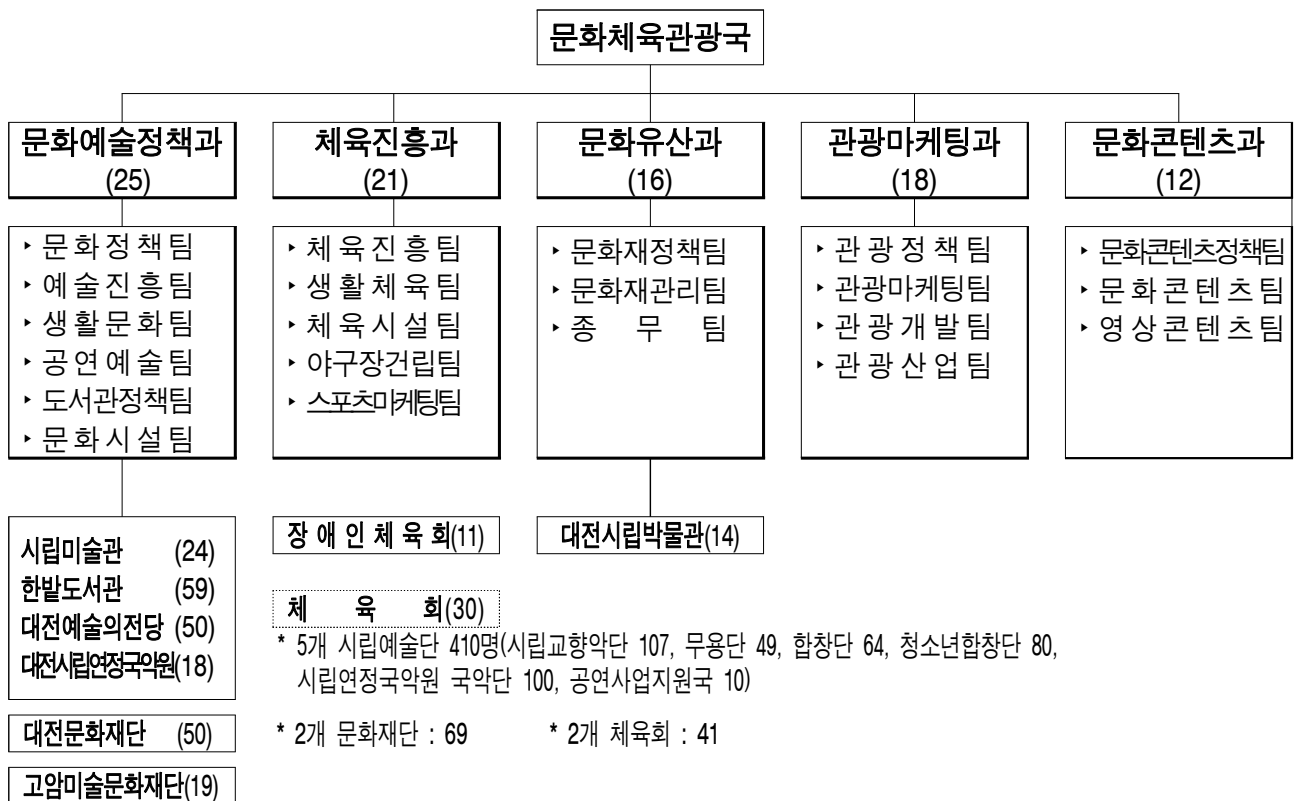 문화체육관광국
문화예술정책과
(25)
체육진흥과
(21)
문화유산과
(16)
관광마케팅과
(18)
문화콘텐츠과
(12)
‣ 문화정책팀
‣ 예술진흥팀
‣ 생활문화팀
‣ 공연예술팀
‣ 도서관정책팀
‣ 문화시설팀
‣ 체육진흥팀
‣ 생활체육팀
‣ 체육시설팀
‣ 야구장건립팀
‣ 스포츠마케팅팀
‣ 문화재정책팀
‣ 문화재관리팀
‣ 종 무 팀
‣ 관광정책팀
‣ 관광마케팅팀
‣ 관광개발팀
‣ 관광산업팀
‣ 문화콘텐츠정책팀
‣ 문화콘텐츠팀
‣ 영상콘텐츠팀
시립미술관 (24)
한밭도서관 (59)
대전예술의전당 (50)
대전시립연정국악원(18)
대전문화재단 (50)
고암미술문화재단(19)
장애인체육회(11)
체 육 회(30)
대전시립박물관(14)
* 5개 시립예술단 410명(시립교향악단 107, 무용단 49, 합창단 64, 청소년합창단 80,
시립연정국악원 국악단 100, 공연사업지원국 10)
* 2개 문화재단 : 69 * 2개 체육회 : 41